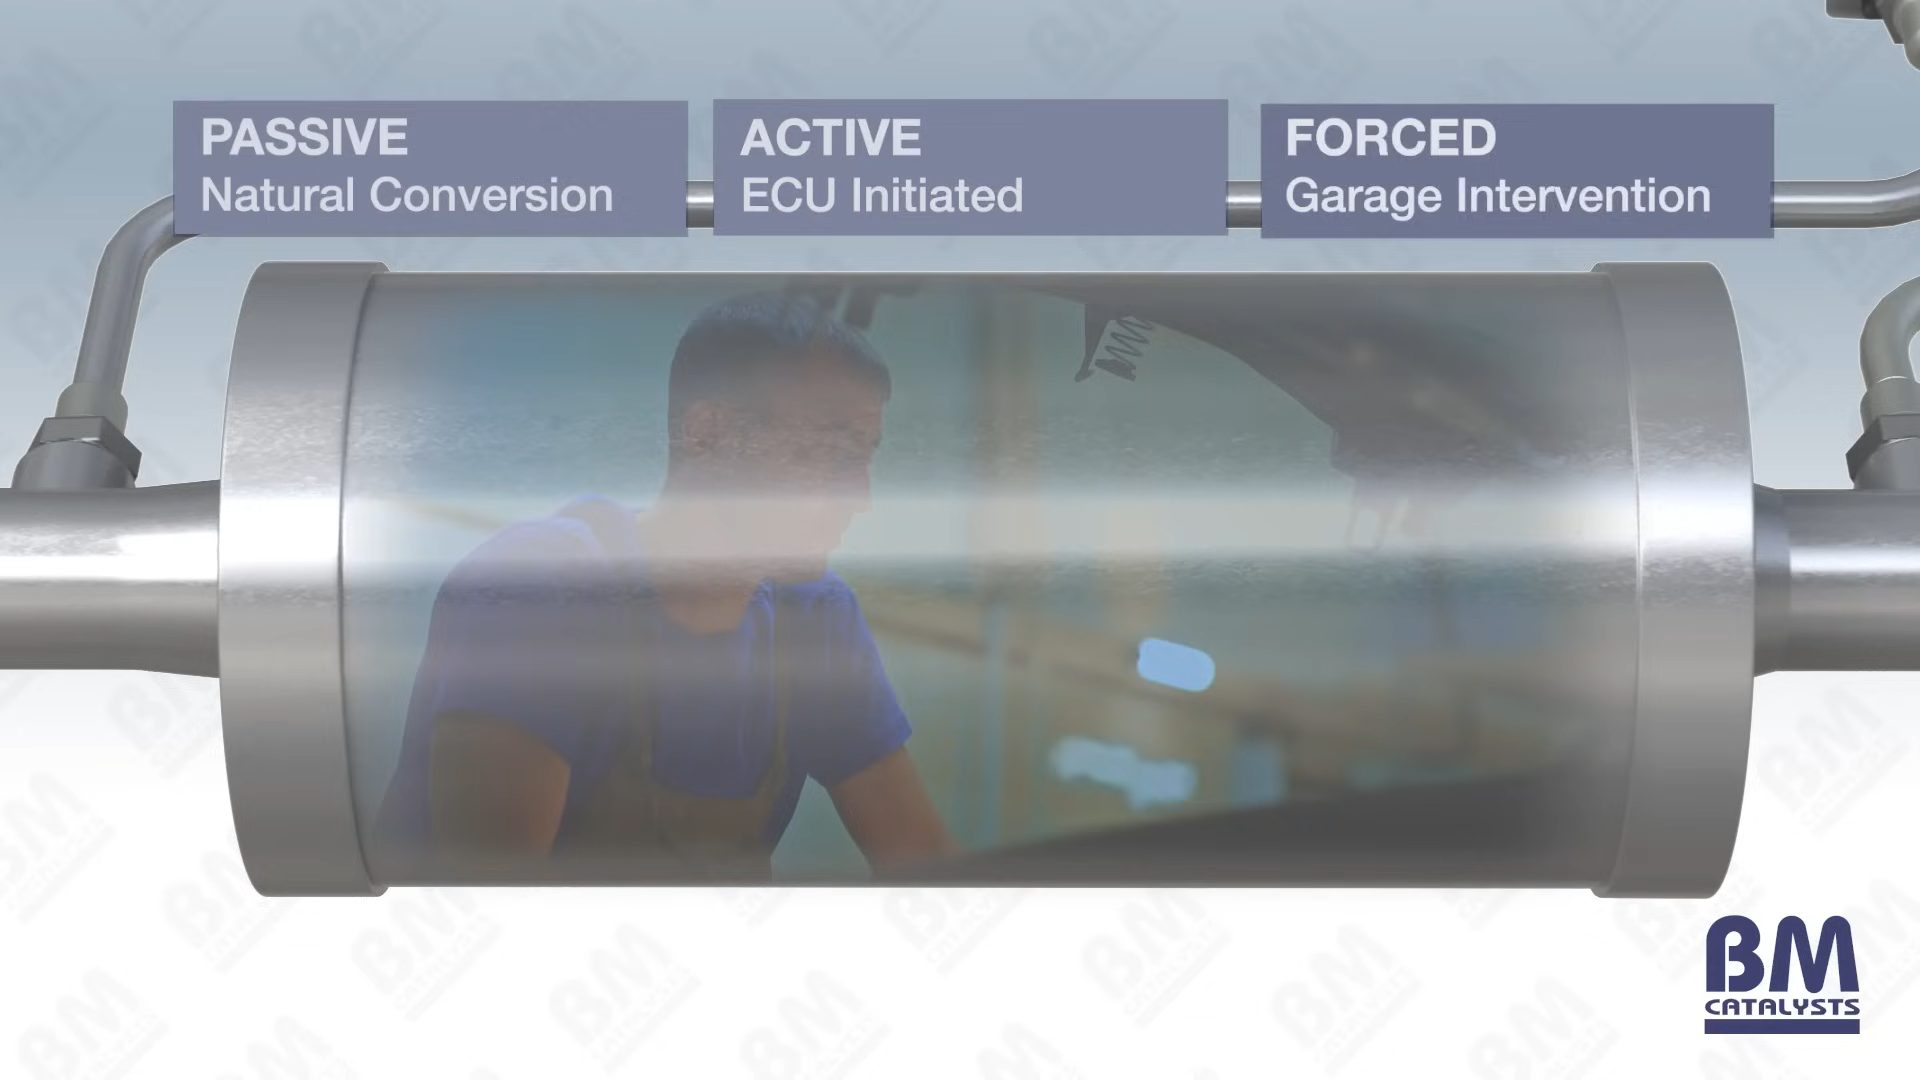 PASSIVE
Natural Conversion
ACTIVE
ECU Initiated
FORCED
Garage Intervention
BM
CATALYSTS